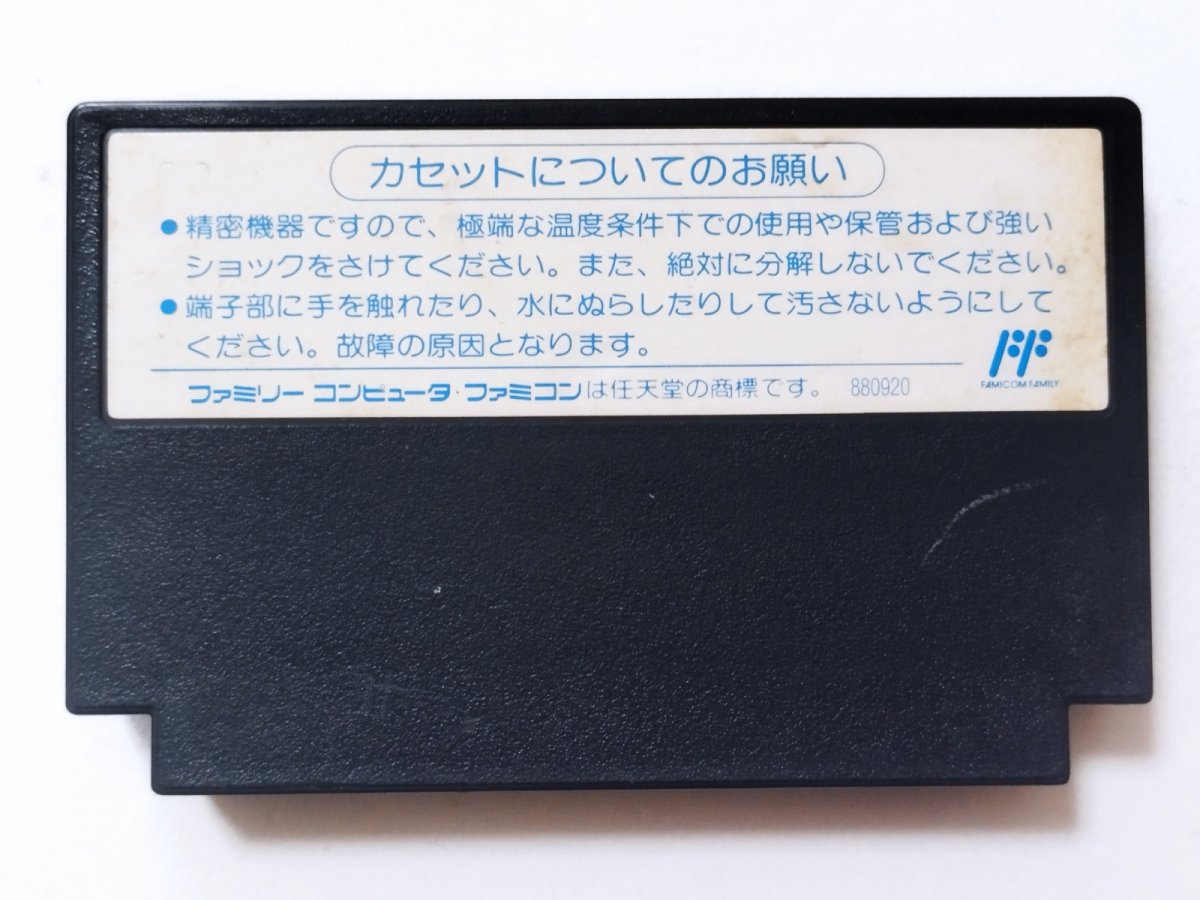 カセットについてのお願い
●精密機器ですので、極端な温度条件下での使用や保管および強い
ショックをさけてください。また、絶対に分解しないでください。
●端子部に手を触れたり、水にぬらしたりして汚さないようにして
ください。故障の原因となります。
FF
FAMICOM FAMILY
ファミリー コンピュータ・ファミコンは任天堂の商標です。 880920